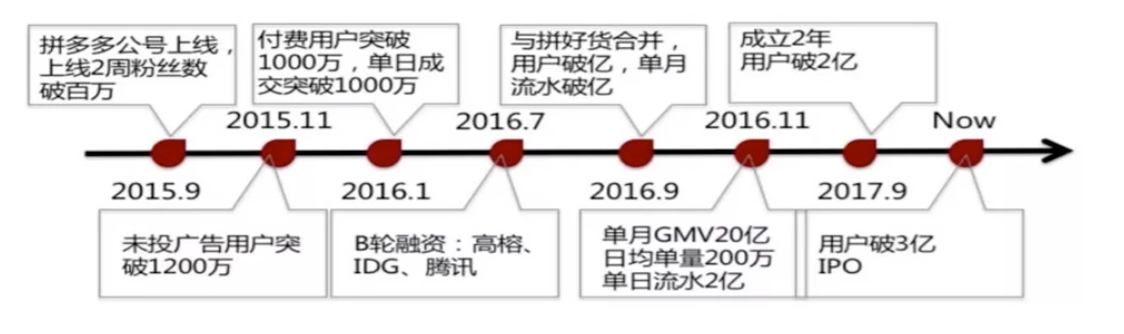 拼多多公号上线，
上线2周粉丝数
破百万
付费用户突破
1000万，单日成
交突破1000万
与拼好货合并，
用户破亿，单月
流水破亿
成立2年
用户破2亿
2015.11
2016.7
2016.11
Now
2015.9
2016.1
2016.9
2017.9
未投广告用户突
破1200万
B轮融资：高榕、
IDG、腾讯
单月GMV20亿
日均单量200万
单日流水2亿
用户破3亿
IPO